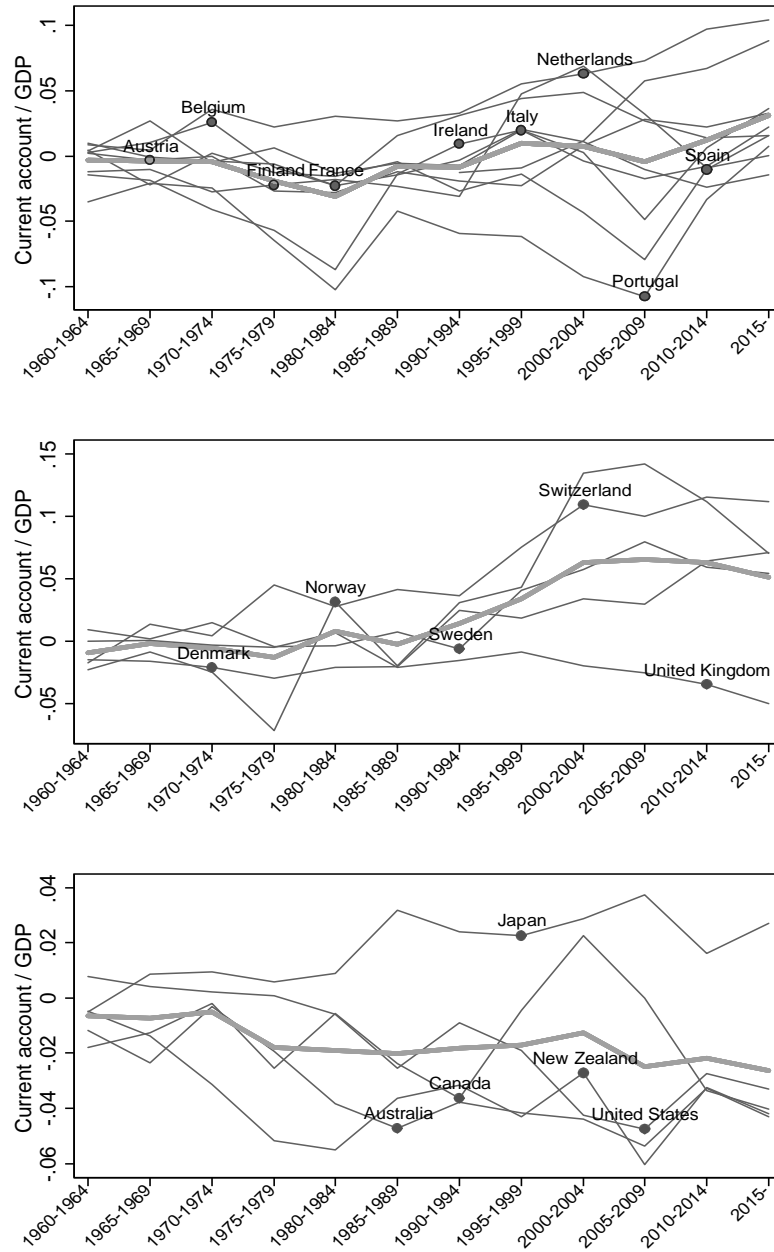 Current account / GDP
.1
.05
0
-.05
-.1
Netherlands
Belgium
Ireland
Italy
Austria
Finland
France
Spain
Portugal
1960-1964
1965-1969
1970-1974
1975-1979
1980-1984
1985-1989
1990-1994
1995-1999
2000-2004
2005-2009
2010-2014
2015-
Current account / GDP
.15
.1
.05
0
-.05
Switzerland
Norway
Sweden
Denmark
United Kingdom
1960-1964
1965-1969
1970-1974
1975-1979
1980-1984
1985-1989
1990-1994
1995-1999
2000-2004
2005-2009
2010-2014
2015-
Current account / GDP
.04
.02
0
-.02
-.04
-.06
Japan
New Zealand
Canada
Australia
United States
1960-1964
1965-1969
1970-1974
1975-1979
1980-1984
1985-1989
1990-1994
1995-1999
2000-2004
2005-2009
2010-2014
2015-